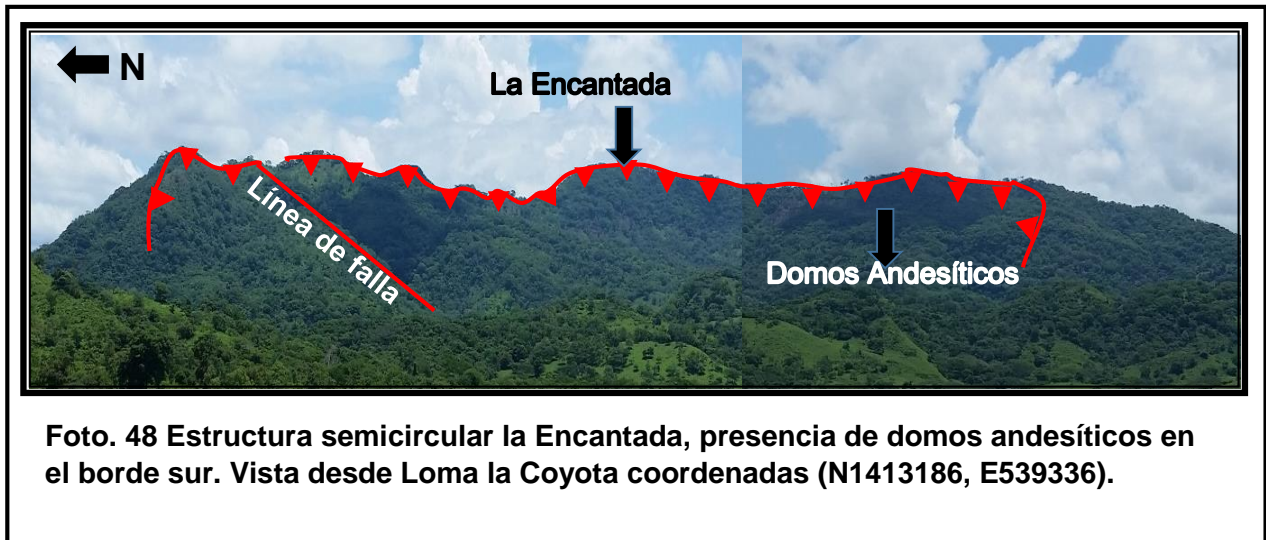 N
La Encantada
Línea de falla
Domos Andesíticos
Foto. 48 Estructura semicircular la Encantada, presencia de domos andesíticos en
el borde sur. Vista desde Loma la Coyota coordenadas (N1413186, E539336).